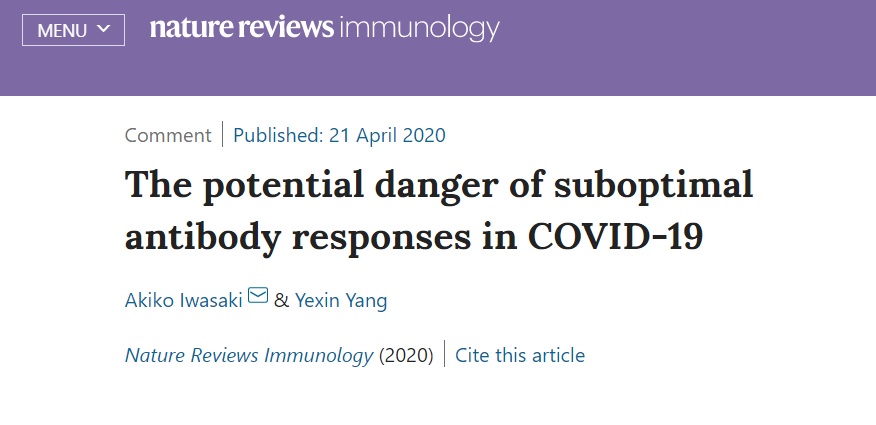 MENU
nature reviews immunology
Comment | Published: 21 April 2020
The potential danger of suboptimal
antibody responses in COVID-19
Akiko Iwasaki & Yexin Yang
Nature Reviews Immunology (2020) | Cite this article